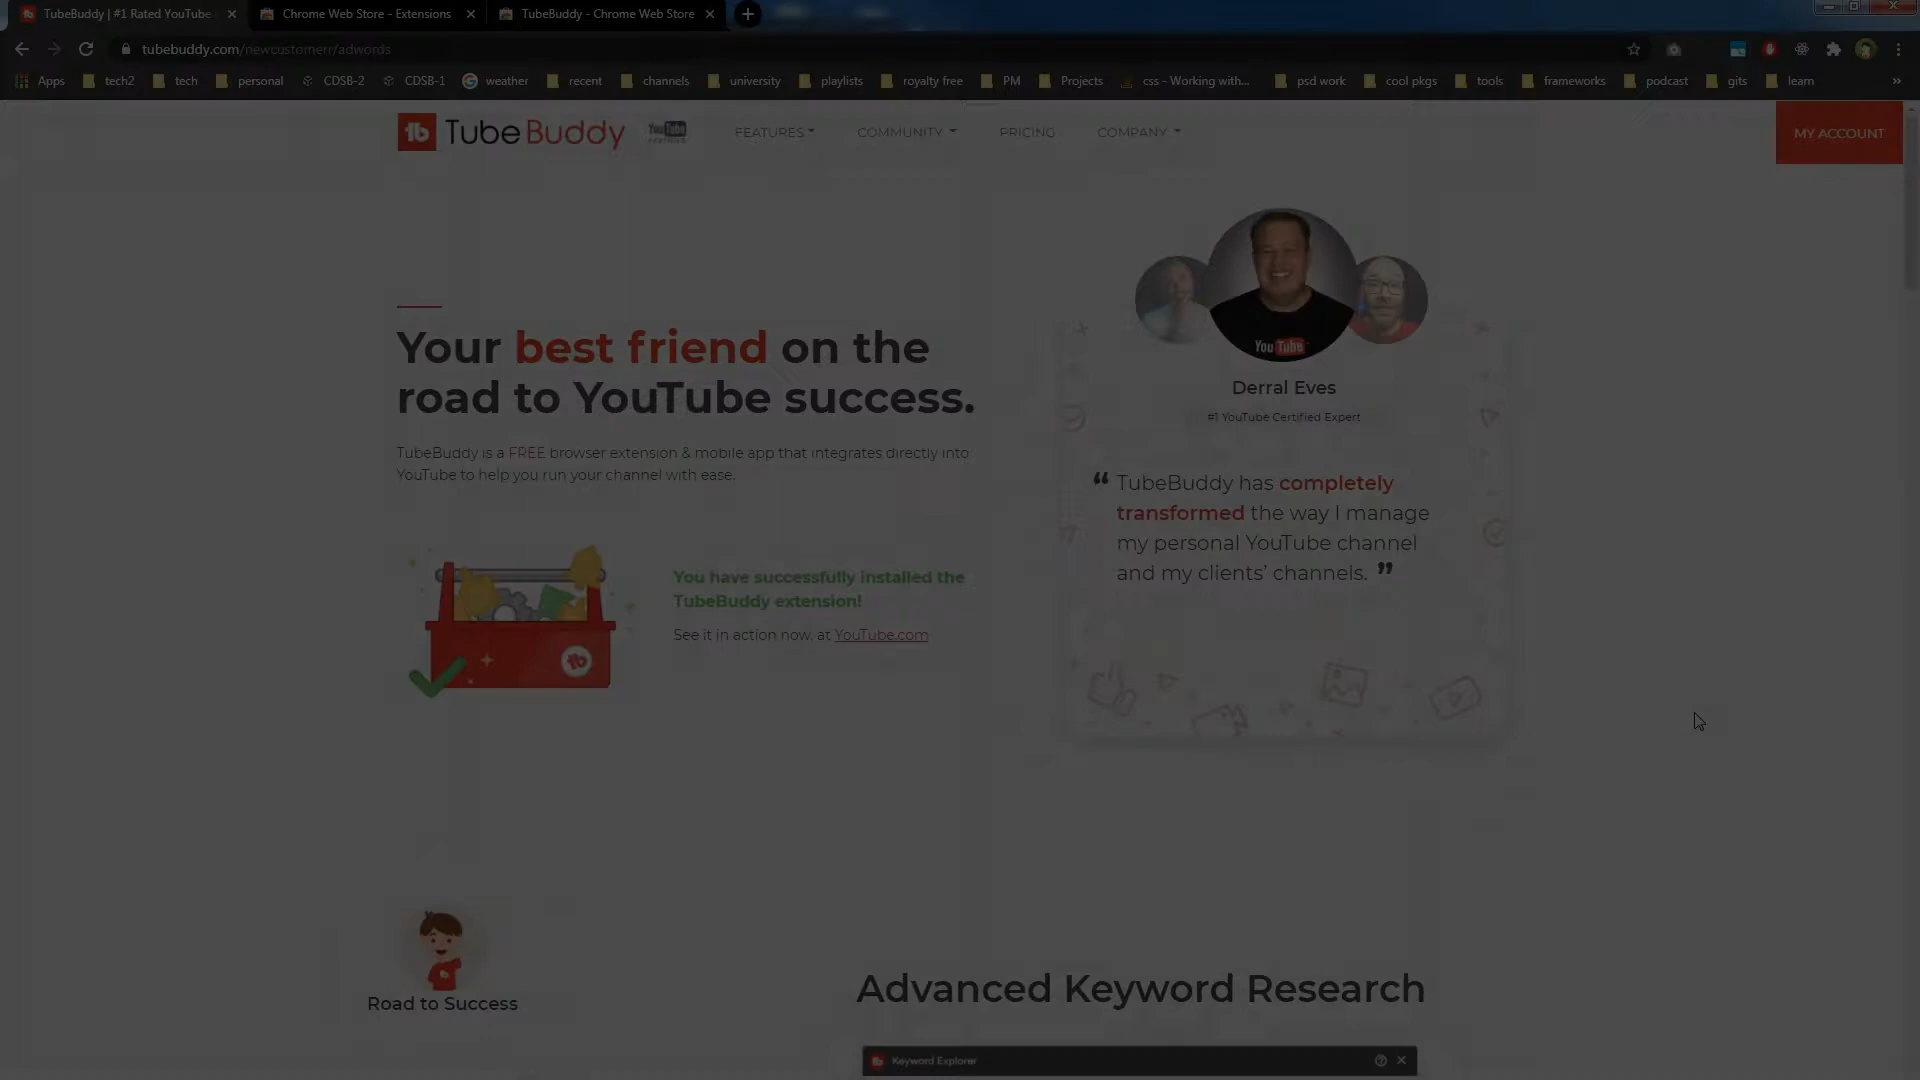 TubeBuddy | #1 Rated YouTube
Chrome Web Store - Extensions
TubeBuddy - Chrome Web Store
tubebuddy.com/newcustomerr/adwords
Apps
tech2
tech
personal
CDSB-2
CDSB-1
weather
recent
channels
university
playlists
royalty free
PM
Projects
css - Working with...
psd work
cool pkgs
tools
frameworks
podcast
gits
learn
TubeBuddy
YouTube
FEATURES
COMMUNITY
PRICING
COMPANY
MY ACCOUNT
Your best friend on the
road to YouTube success.
TubeBuddy is a FREE browser extension & mobile app that integrates directly into
YouTube to help you run your channel with ease.
You have successfully installed the
TubeBuddy extension!
See it in action now, at YouTube.com
YouTube
Derral Eves
#1 YouTube Certified Expert
“ TubeBuddy has completely
transformed the way I manage
my personal YouTube channel
and my clients’ channels. ”
Road to Success
Advanced Keyword Research
Keyword Explorer